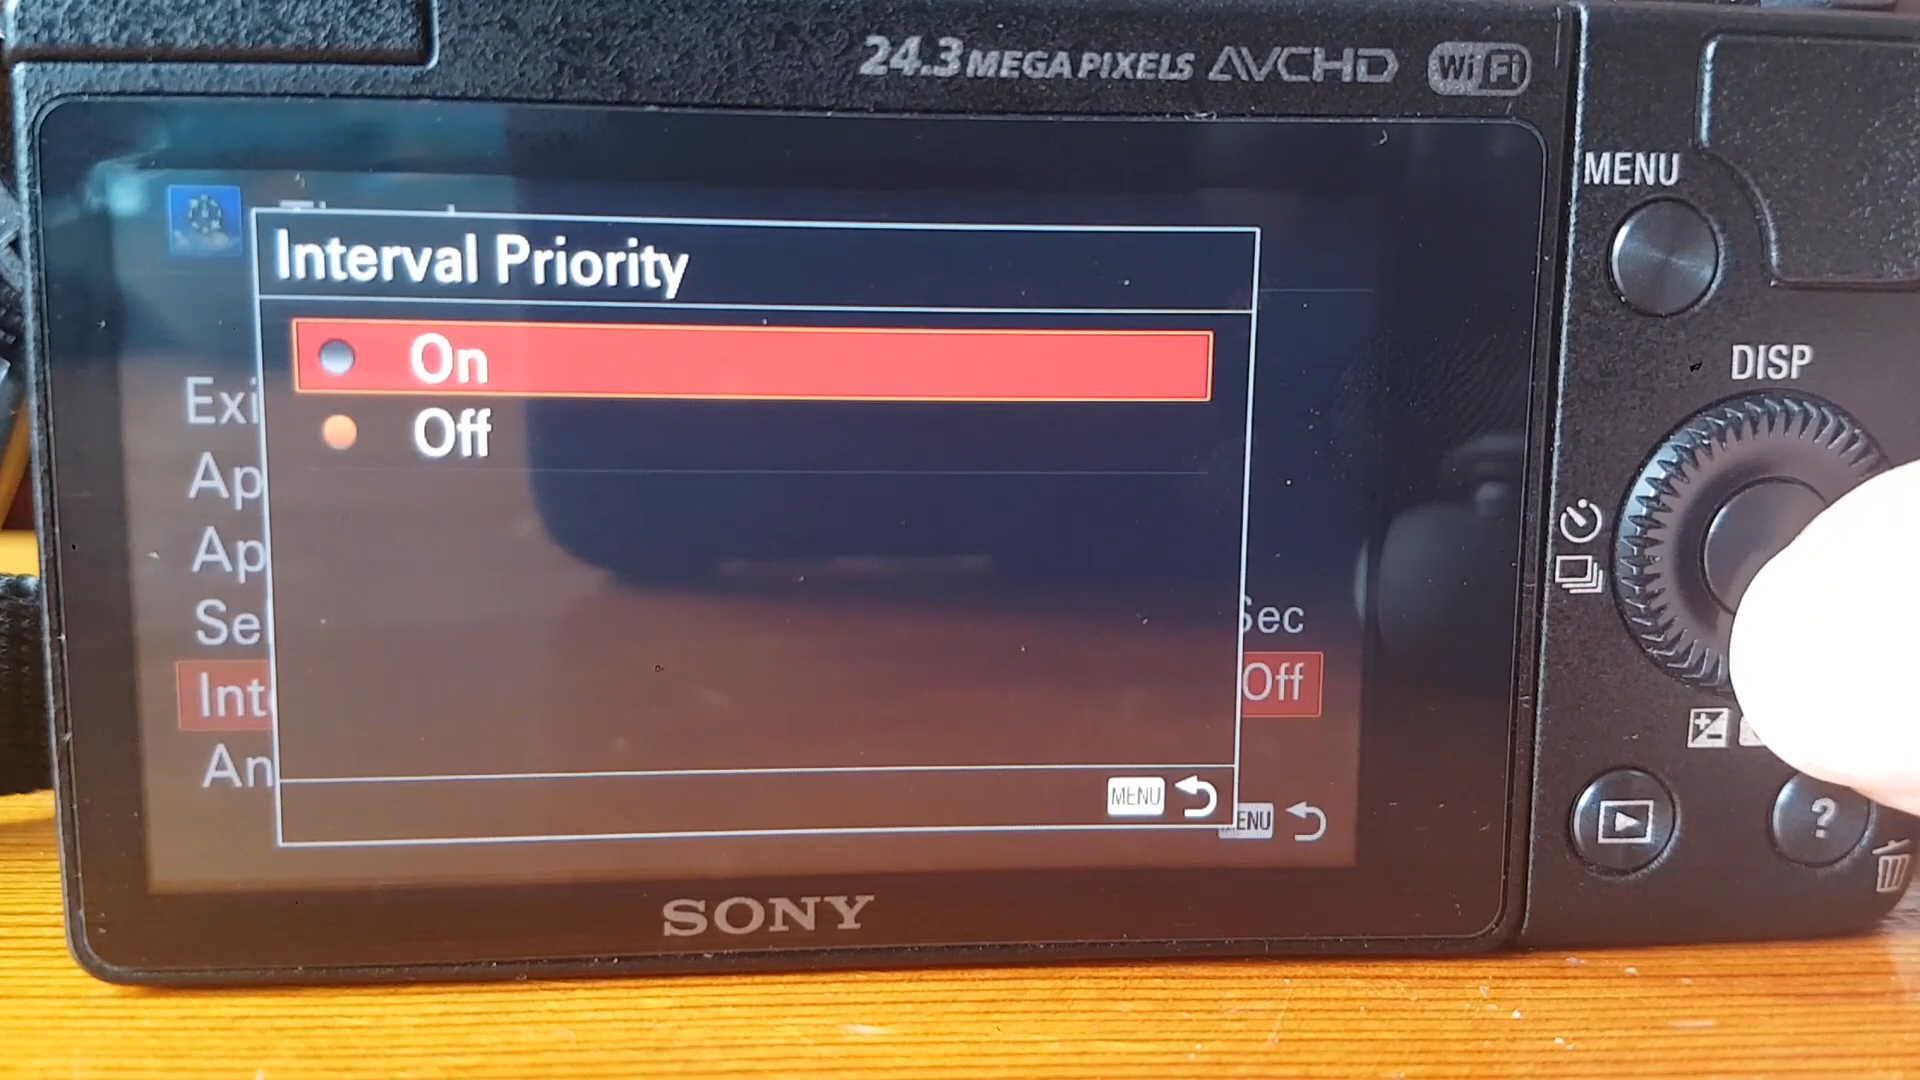 24.3 MEGA PIXELS AVCHD Wi Fi
MENU
DISP
Interval Priority
On
Off
Exi
Ap
Ap
Se
Sec
Int
Off
An
MENU
ENU
?
SONY